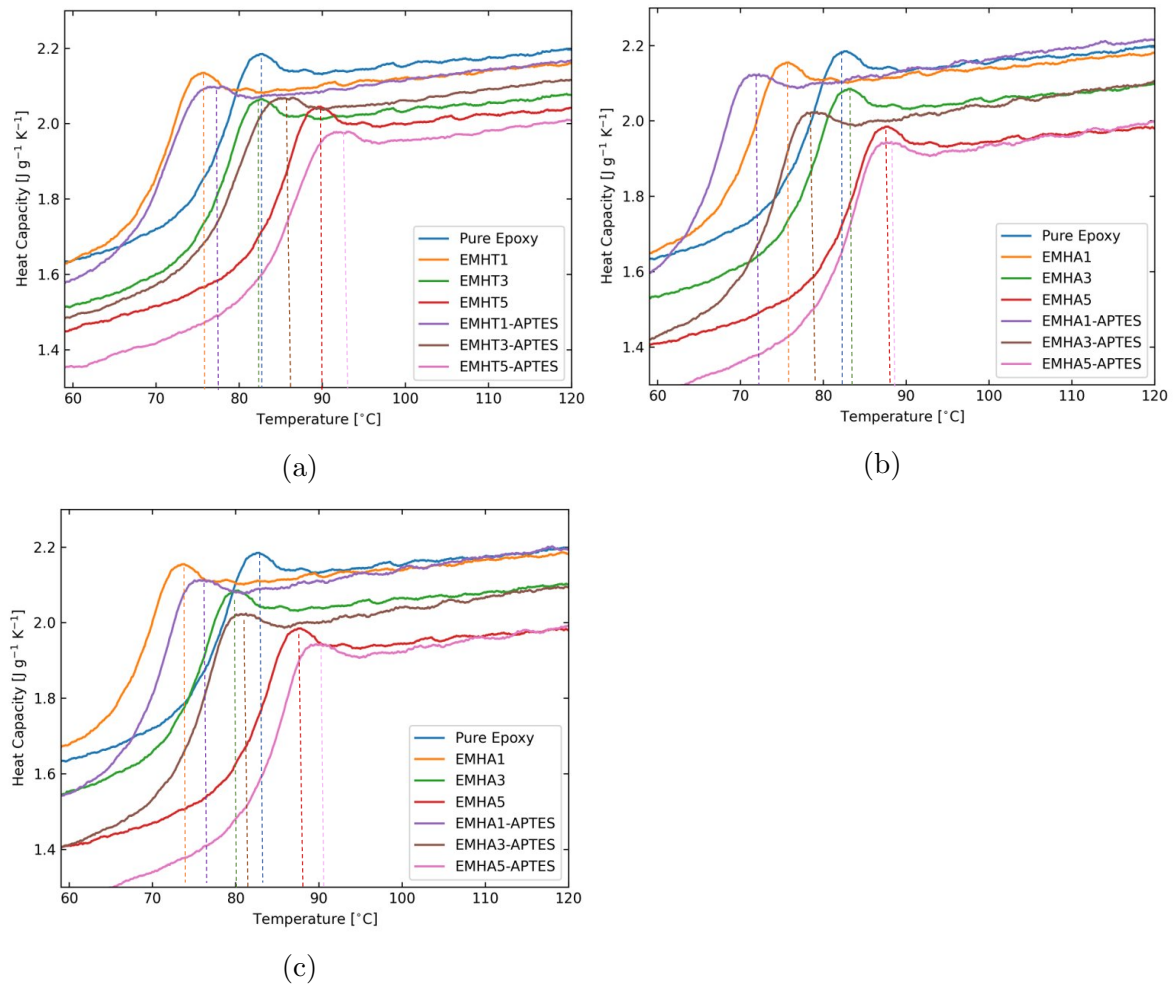 2.2
2.0
1.8
1.6
1.4
Heat Capacity [J g⁻¹ K⁻¹]
Pure Epoxy
EMHT1
EMHT3
EMHT5
EMHT1-APTES
EMHT3-APTES
EMHT5-APTES
60 70 80 90 100 110 120
Temperature [°C]
(a)
2.2
2.0
1.8
1.6
1.4
Heat Capacity [J g⁻¹ K⁻¹]
Pure Epoxy
EMHA1
EMHA3
EMHA5
EMHA1-APTES
EMHA3-APTES
EMHA5-APTES
60 70 80 90 100 110 120
Temperature [°C]
(b)
2.2
2.0
1.8
1.6
1.4
Heat Capacity [J g⁻¹ K⁻¹]
Pure Epoxy
EMHA1
EMHA3
EMHA5
EMHA1-APTES
EMHA3-APTES
EMHA5-APTES
60 70 80 90 100 110 120
Temperature [°C]
(c)